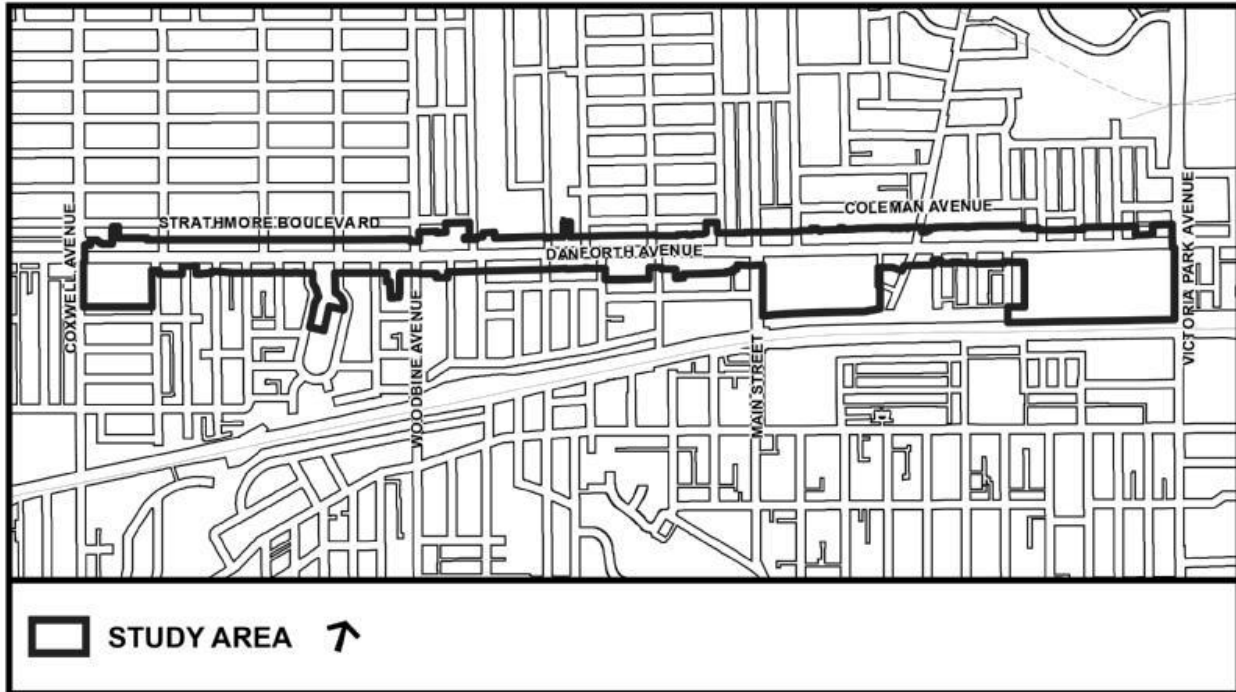 COXWELL AVENUE
STRATHMORE BOULEVARD
WOODBINE AVENUE
DANFORTH AVENUE
MAIN STREET
COLEMAN AVENUE
VICTORIA PARK AVENUE
STUDY AREA